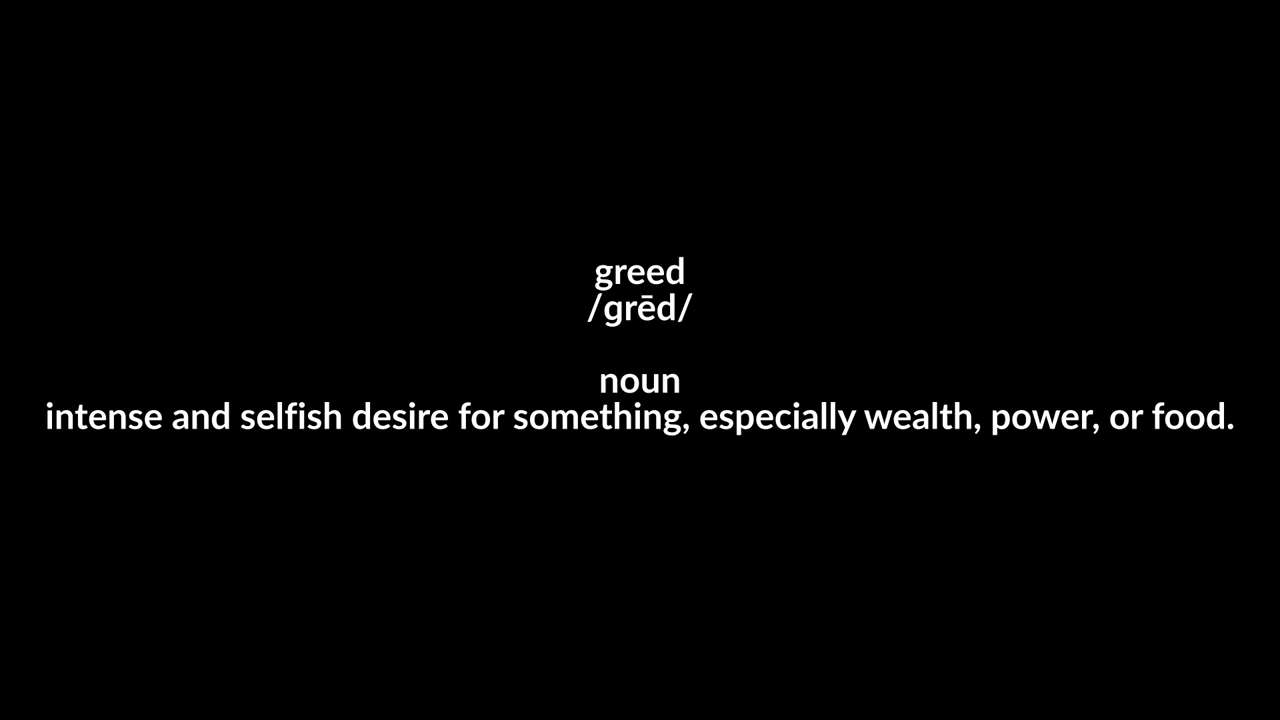 greed
/grēd/
noun
intense and selfish desire for something, especially wealth, power, or food.